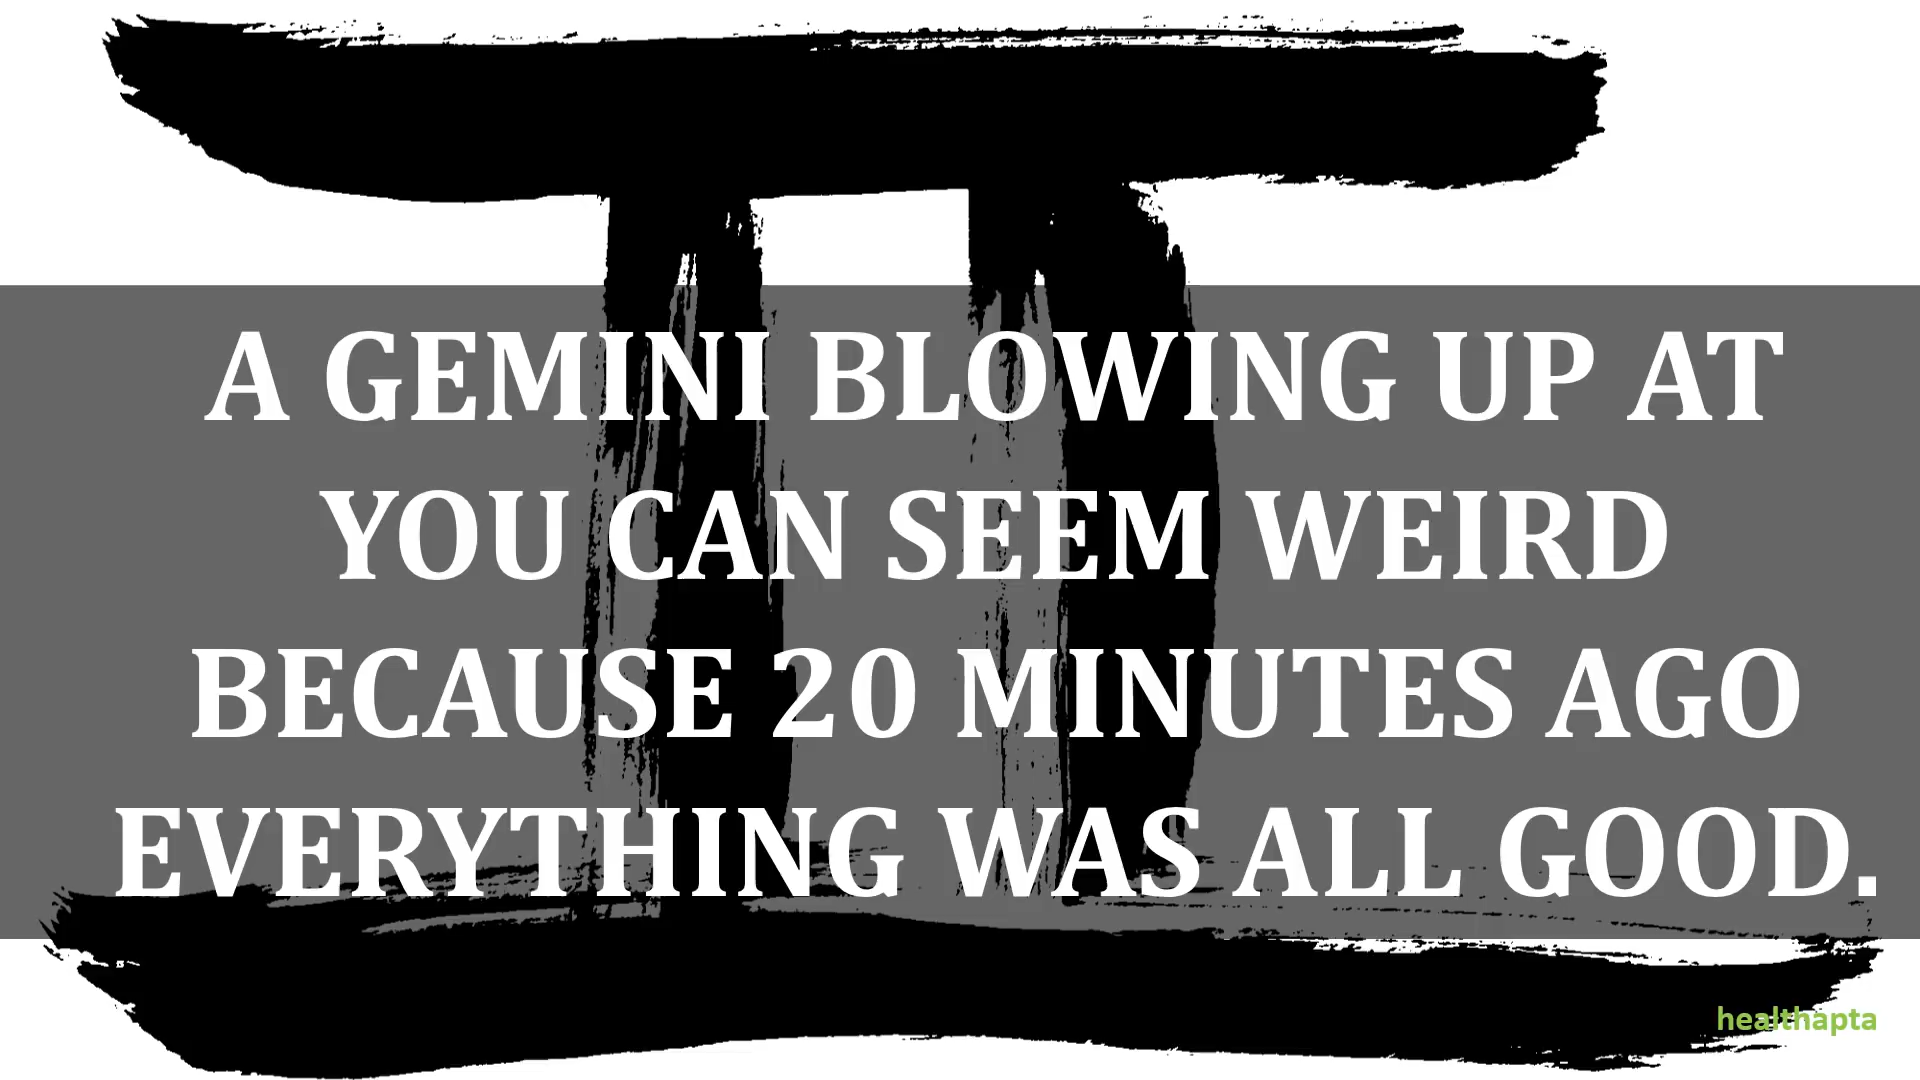 A GEMINI BLOWING UP AT
YOU CAN SEEM WEIRD
BECAUSE 20 MINUTES AGO
EVERYTHING WAS ALL GOOD.
healthapta